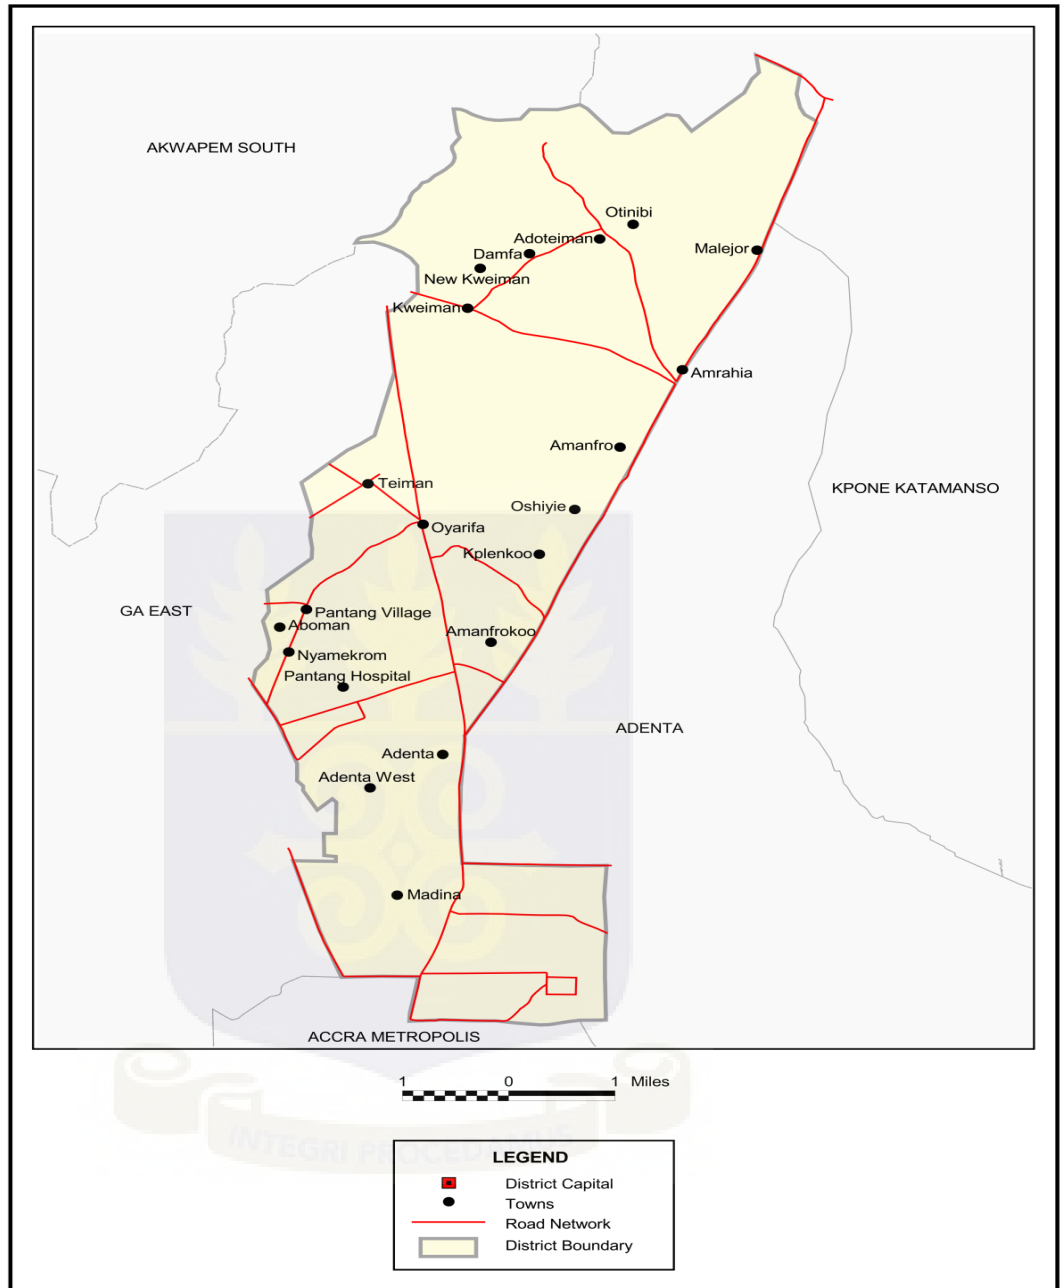 AKWAPEM SOUTH
Otinibi
Adoteiman
Malejor
Damfa
New Kweiman
Kweiman
Amrahia
Amanfro
Teiman
KPONE KATAMANSO
Oshiyie
Oyarifa
Kplenkoo
GA EAST
Pantang Village
Aboman
Amanfrokoo
Nyamekrom
Pantang Hospital
ADENTA
Adenta
Adenta West
Madina
ACCRA METROPOLIS
1 0 1 Miles
INTEGRI PROCEDAMUS
LEGEND
District Capital
Towns
Road Network
District Boundary